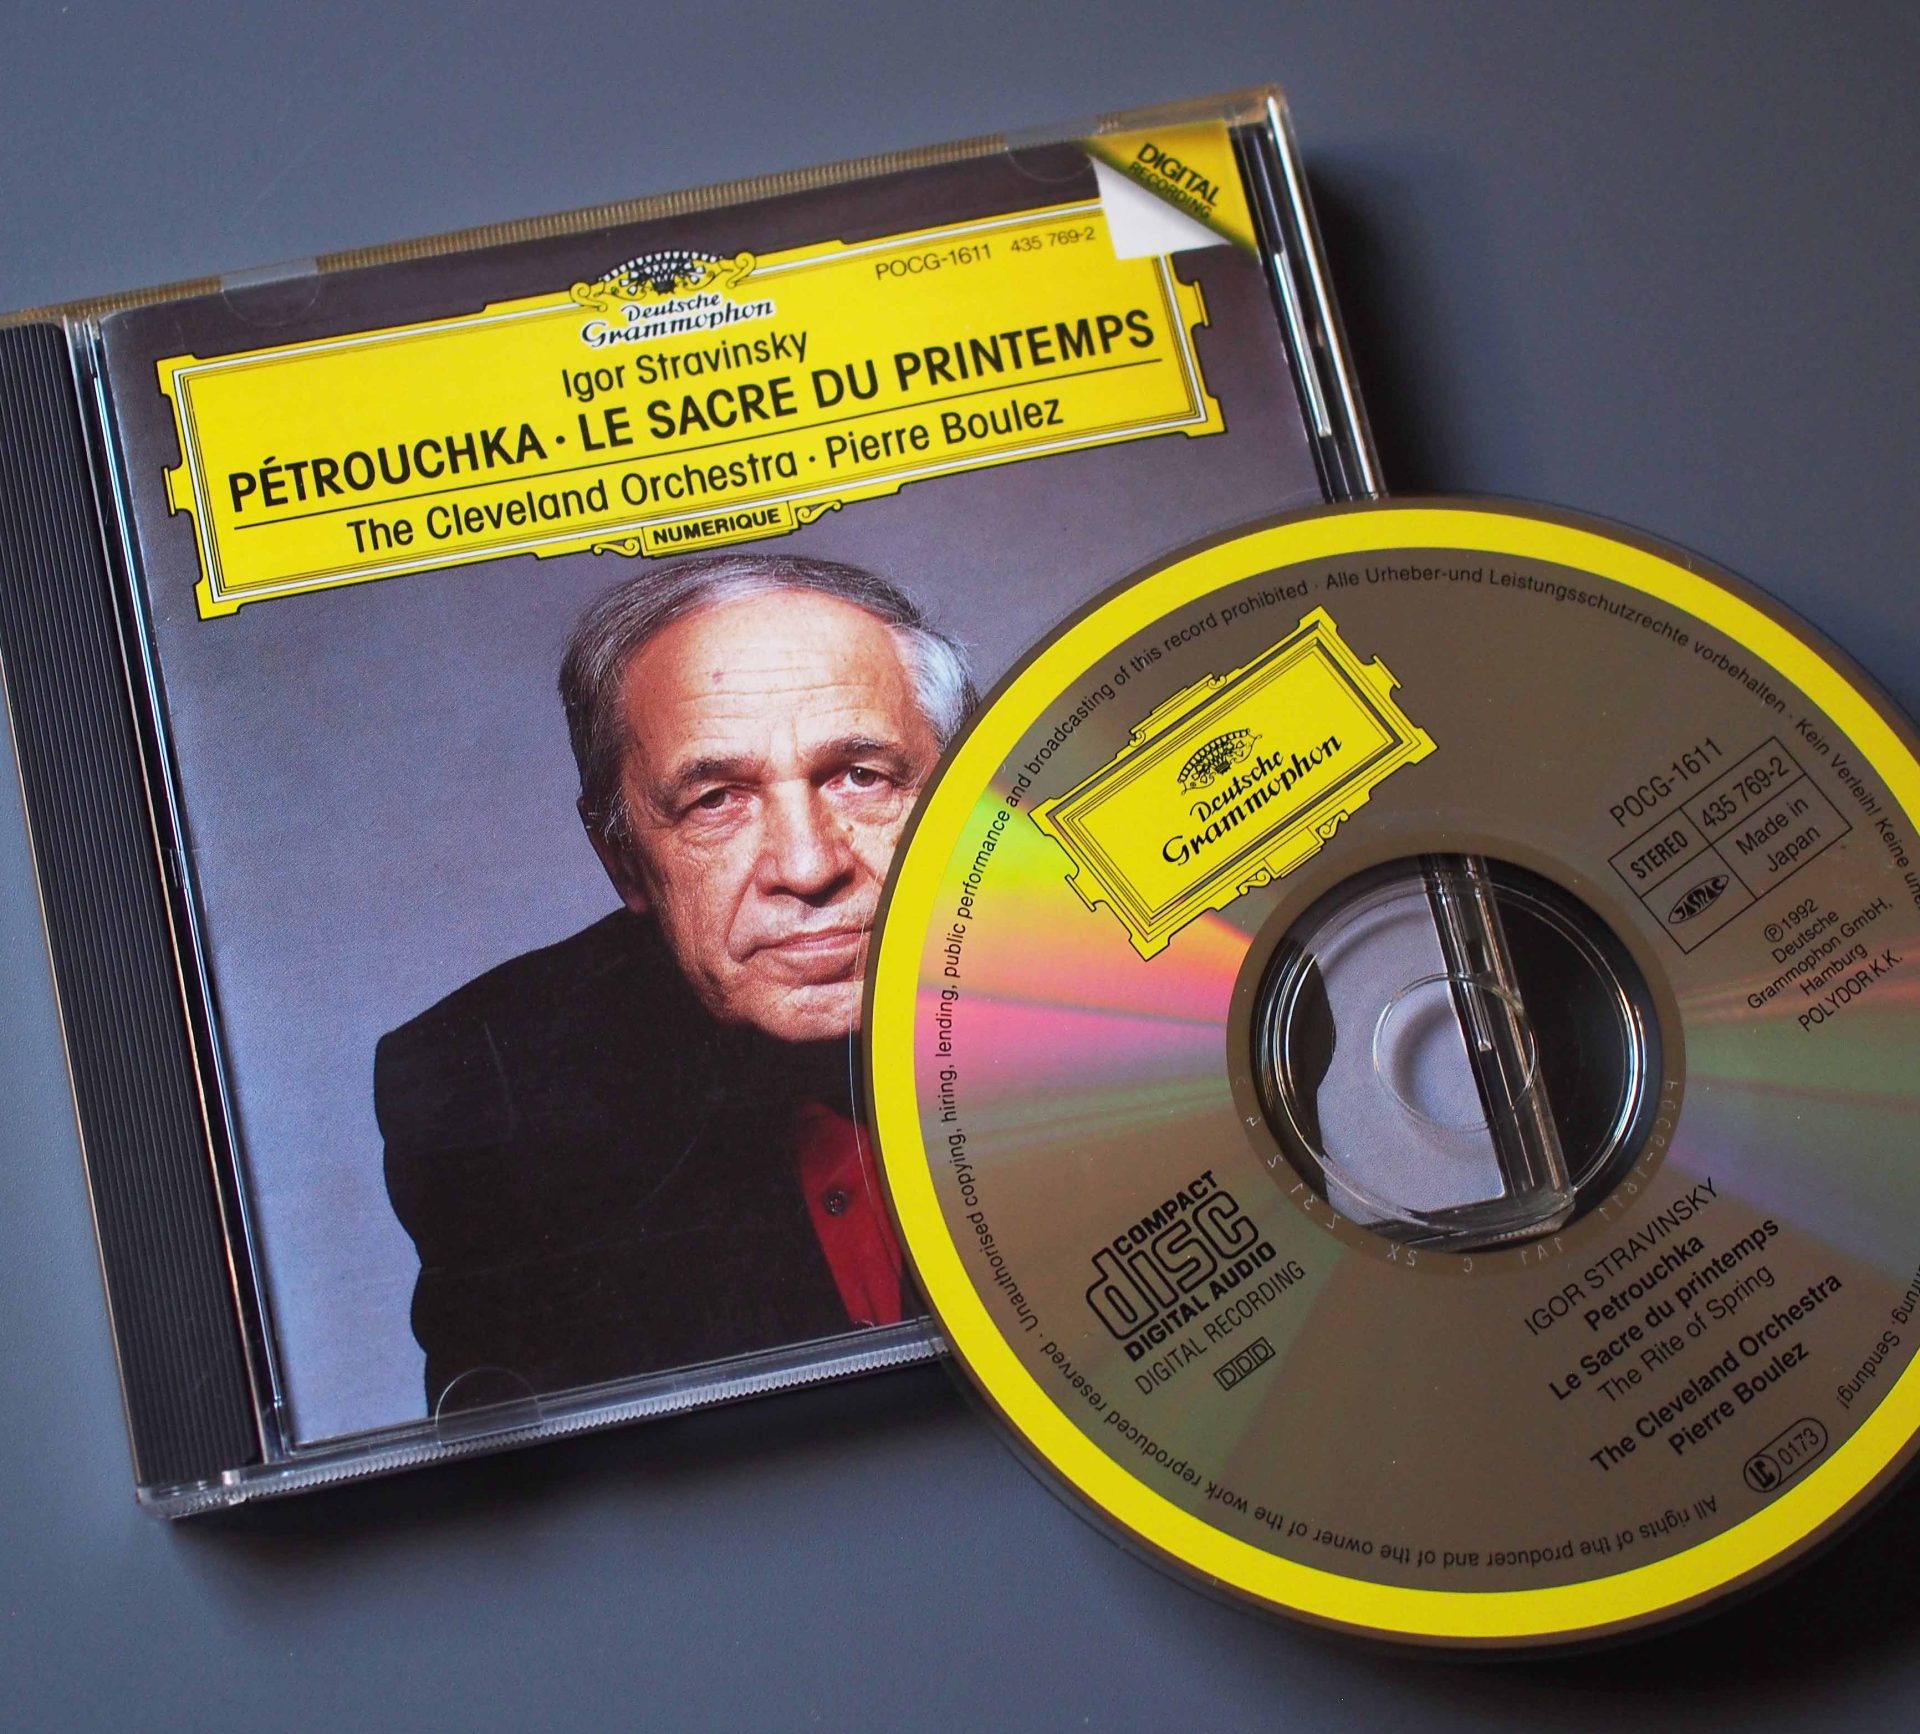 DIGITAL
RECORDING
POCG-1611 435 769-2
Deutsche
Grammophon
Igor Stravinsky
PÉTROUCHKA · LE SACRE DU PRINTEMPS
The Cleveland Orchestra · Pierre Boulez
NUMERIQUE
Unauthorised copying, hiring, lending, public performance and broadcasting of this record prohibited · Alle Urheber-und Leistungsschutzrechte vorbehalten · Kein Verleih! Keine
Sendung!
All rights of the producer and of the owner of the work reproduced reserved ·
Deutsche
Grammophon
POCG-1611
STEREO 435 769-2
JASRAC Made in
Japan
℗1992
Deutsche
Grammophon GmbH,
Hamburg
POLYDOR K.K.
COMPACT
disc
DIGITAL AUDIO
DIGITAL RECORDING
DDD
IGOR STRAVINSKY
Petrouchka
Le Sacre du printemps
The Rite of Spring
The Cleveland Orchestra
Pierre Boulez
LC 0173
POCG-1611